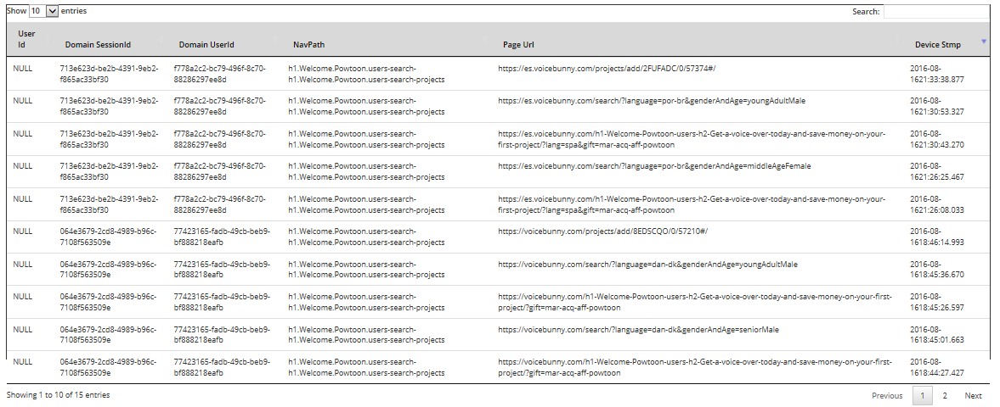 Show 10 entries Search:
User
Id Domain SessionId Domain UserId NavPath Page Url Device Stmp
NULL 713e623d-be2b-4391-9eb2- f778a2c2-bc79-496f-8c70- h1.Welcome.Powtoon.users-search- https://es.voicebunny.com/projects/add/2FUFADC/0/57374#/ 2016-08-
f865ac33bf30 88286297ee8d h1.Welcome.Powtoon.users-search-projects 1621:33:38.877
NULL 713e623d-be2b-4391-9eb2- f778a2c2-bc79-496f-8c70- h1.Welcome.Powtoon.users-search- https://es.voicebunny.com/search/?language=por-br&genderAndAge=youngAdultMale 2016-08-
f865ac33bf30 88286297ee8d h1.Welcome.Powtoon.users-search-projects 1621:30:53.327
NULL 713e623d-be2b-4391-9eb2- f778a2c2-bc79-496f-8c70- h1.Welcome.Powtoon.users-search- https://es.voicebunny.com/h1-Welcome-Powtoon-users-h2-Get-a-voice-over-today-and-save-money-on-your- 2016-08-
f865ac33bf30 88286297ee8d h1.Welcome.Powtoon.users-search-projects first-project/?lang=spa&gift=mar-acq-aff-powtoon 1621:30:43.270
NULL 713e623d-be2b-4391-9eb2- f778a2c2-bc79-496f-8c70- h1.Welcome.Powtoon.users-search- https://es.voicebunny.com/search/?language=por-br&genderAndAge=middleAgeFemale 2016-08-
f865ac33bf30 88286297ee8d h1.Welcome.Powtoon.users-search-projects 1621:26:25.467
NULL 713e623d-be2b-4391-9eb2- f778a2c2-bc79-496f-8c70- h1.Welcome.Powtoon.users-search- https://es.voicebunny.com/h1-Welcome-Powtoon-users-h2-Get-a-voice-over-today-and-save-money-on-your- 2016-08-
f865ac33bf30 88286297ee8d h1.Welcome.Powtoon.users-search-projects first-project/?lang=spa&gift=mar-acq-aff-powtoon 1621:26:08.033
NULL 064e3679-2cd8-4989-b96c- 77423165-fadb-49cb-beb9- h1.Welcome.Powtoon.users-search- https://voicebunny.com/projects/add/8EDSCQO/0/57210#/ 2016-08-
7108f563509e bf888218eafb h1.Welcome.Powtoon.users-search-projects 1618:46:14.993
NULL 064e3679-2cd8-4989-b96c- 77423165-fadb-49cb-beb9- h1.Welcome.Powtoon.users-search- https://voicebunny.com/search/?language=dan-dk&genderAndAge=youngAdultMale 2016-08-
7108f563509e bf888218eafb h1.Welcome.Powtoon.users-search-projects 1618:45:36.670
NULL 064e3679-2cd8-4989-b96c- 77423165-fadb-49cb-beb9- h1.Welcome.Powtoon.users-search- https://voicebunny.com/h1-Welcome-Powtoon-users-h2-Get-a-voice-over-today-and-save-money-on-your-first- 2016-08-
7108f563509e bf888218eafb h1.Welcome.Powtoon.users-search-projects project/?gift=mar-acq-aff-powtoon 1618:45:26.597
NULL 064e3679-2cd8-4989-b96c- 77423165-fadb-49cb-beb9- h1.Welcome.Powtoon.users-search- https://voicebunny.com/search/?language=dan-dk&genderAndAge=seniorMale 2016-08-
7108f563509e bf888218eafb h1.Welcome.Powtoon.users-search-projects 1618:45:01.663
NULL 064e3679-2cd8-4989-b96c- 77423165-fadb-49cb-beb9- h1.Welcome.Powtoon.users-search- https://voicebunny.com/h1-Welcome-Powtoon-users-h2-Get-a-voice-over-today-and-save-money-on-your-first- 2016-08-
7108f563509e bf888218eafb h1.Welcome.Powtoon.users-search-projects project/?gift=mar-acq-aff-powtoon 1618:44:27.427
Showing 1 to 10 of 15 entries Previous 1 2 Next